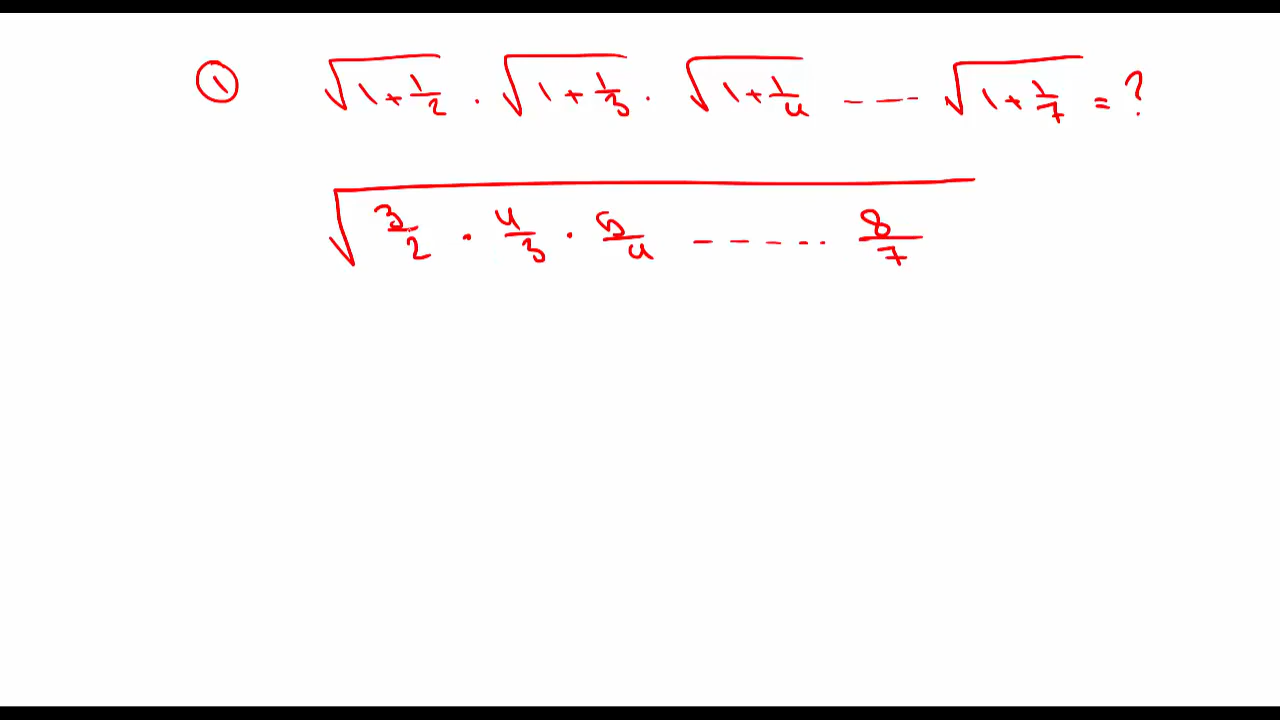 ① √(1+1/2) . √(1+1/3) . √(1+1/4) ---- √(1+1/7) = ?
√(3/2 . 4/3 . 5/4 ------ 8/7)